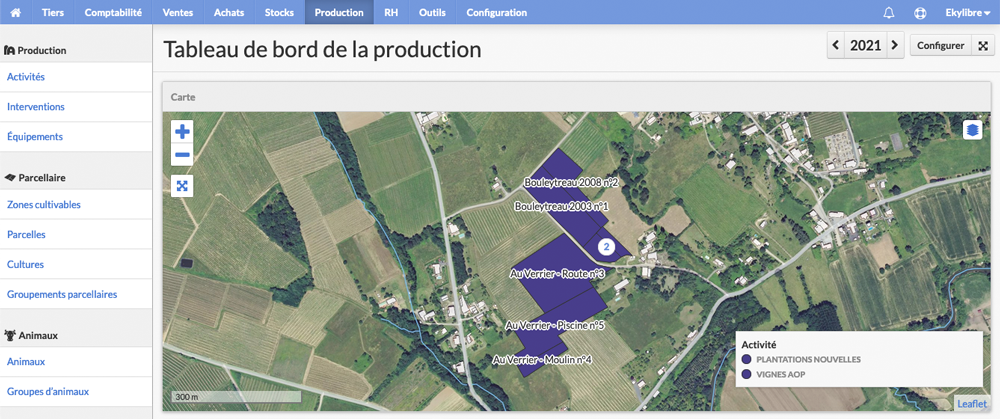 Tiers Comptabilité Ventes Achats Stocks Production RH Outils Configuration Ekylibre
Production
Activités
Interventions
Équipements
Parcellaire
Zones cultivables
Parcelles
Cultures
Groupements parcellaires
Animaux
Animaux
Groupes d'animaux
Tableau de bord de la production
2021
Configurer
Carte
Bouleytreau 2008 n°2
Bouleytreau 2003 n°1
2
Au Verrier - Route n°3
Au Verrier - Piscine n°5
Au Verrier - Moulin n°4
Activité
PLANTATIONS NOUVELLES
VIGNES AOP
300 m
Leaflet